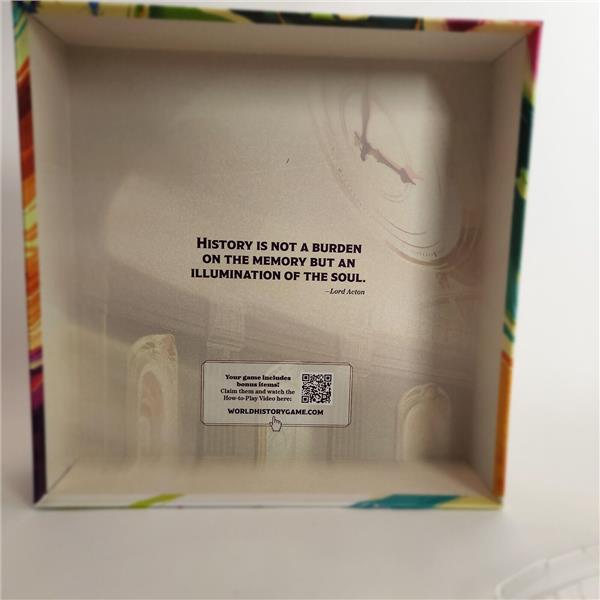 HISTORY IS NOT A BURDEN
ON THE MEMORY BUT AN
ILLUMINATION OF THE SOUL.
—Lord Acton
Your game includes
bonus items!
Claim them and watch the
How-to-Play Video here:
WORLDHISTORYGAME.COM